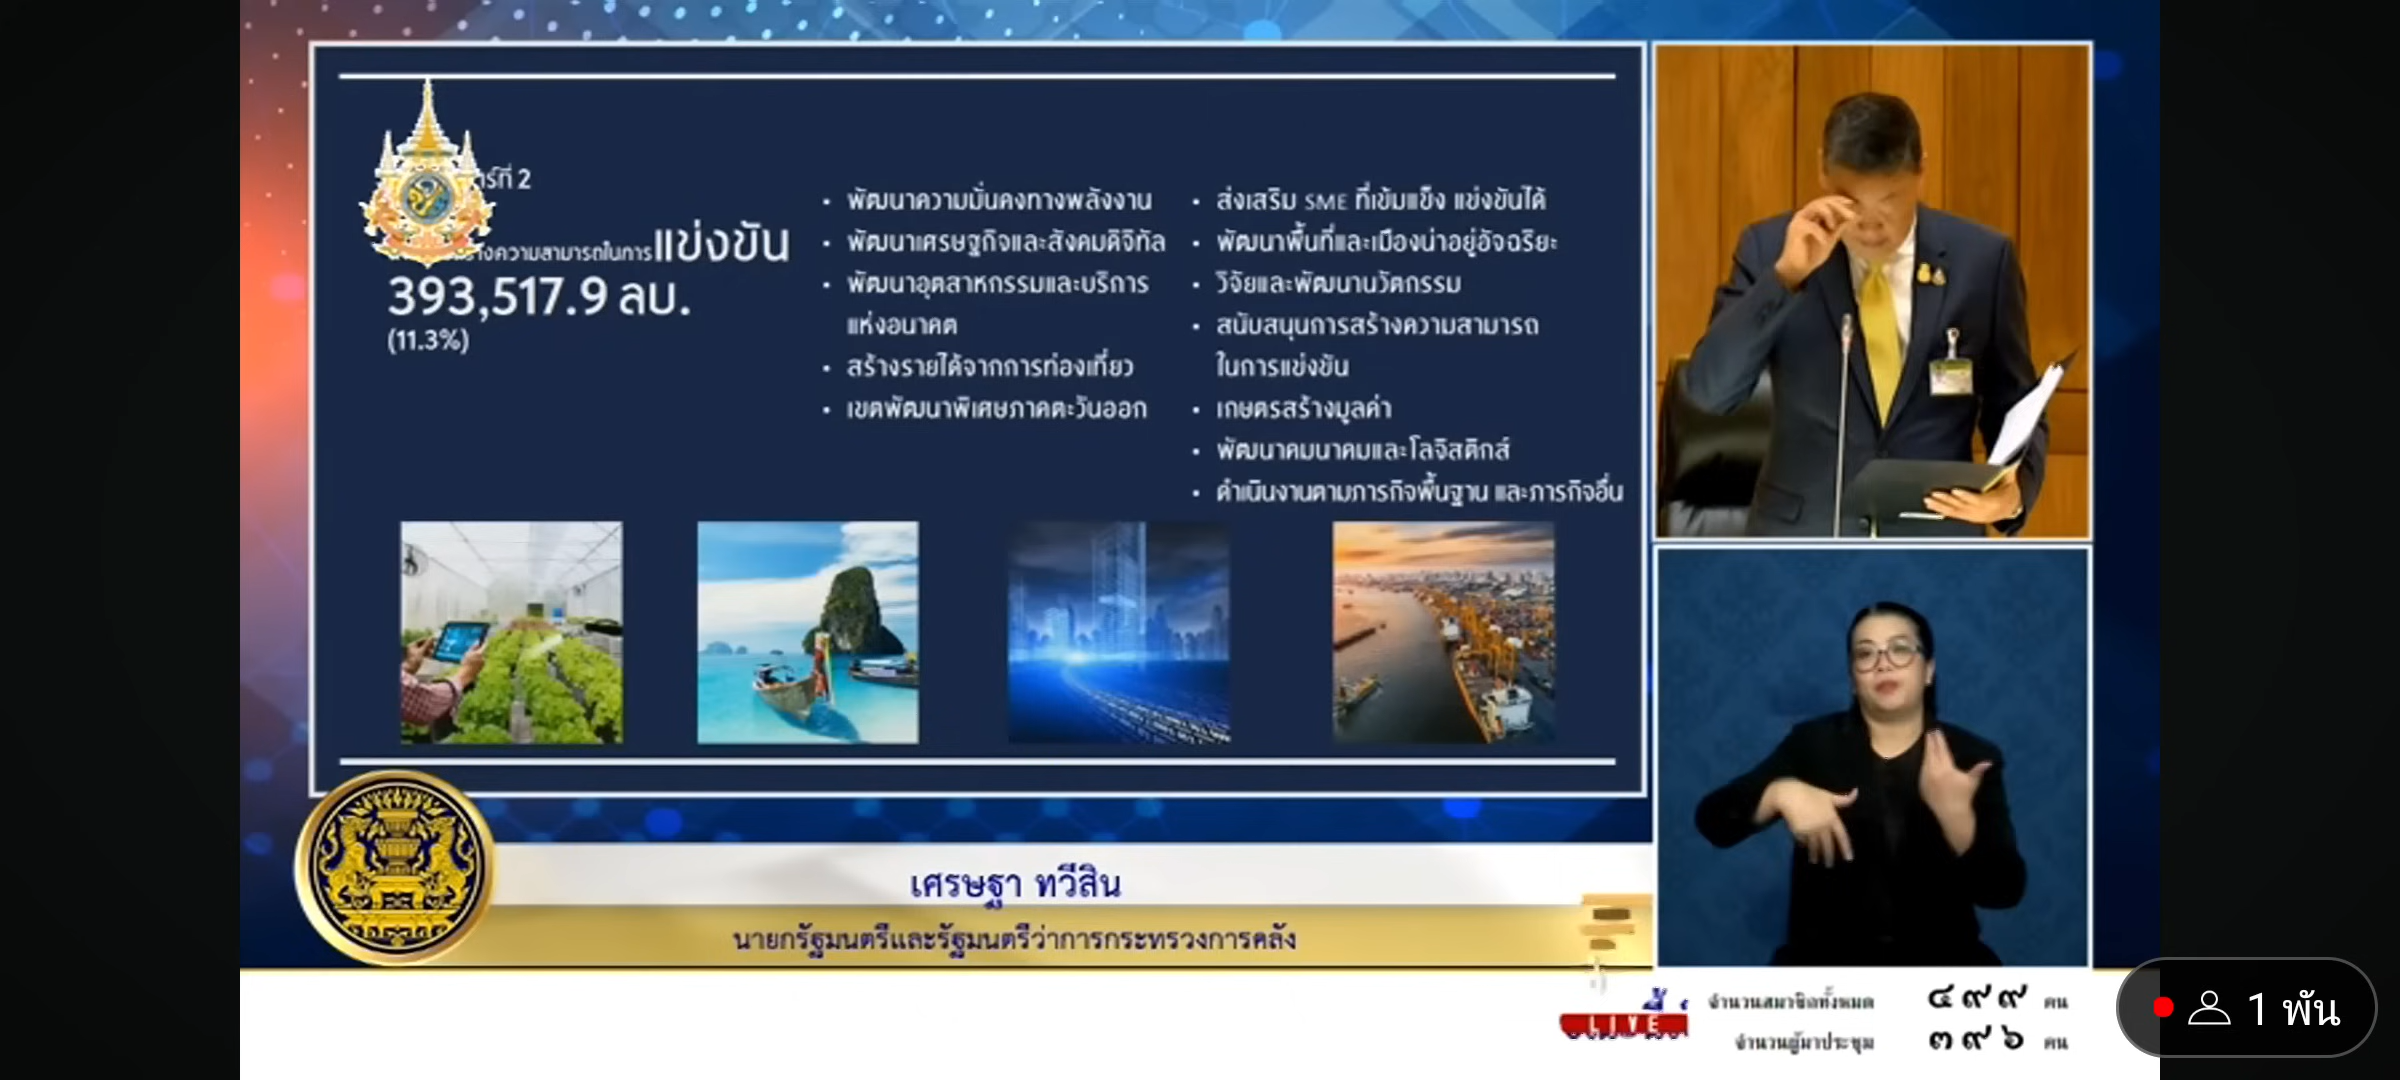 ร์ที่ 2
ความสามารถในการแข่งขัน
393,517.9 ลบ.
(11.3%)
• พัฒนาความมั่นคงทางพลังงาน
• พัฒนาเศรษฐกิจและสังคมดิจิทัล
• พัฒนาอุตสาหกรรมและบริการ
แห่งอนาคต
• สร้างรายได้จากการท่องเที่ยว
• เขตพัฒนาพิเศษภาคตะวันออก
• ส่งเสริม SME ที่เข้มแข็ง แข่งขันได้
• พัฒนาพื้นที่และเมืองน่าอยู่อัจฉริยะ
• วิจัยและพัฒนานวัตกรรม
• สนับสนุนการสร้างความสามารถ
ในการแข่งขัน
• เกษตรสร้างมูลค่า
• พัฒนาคมนาคมและโลจิสติกส์
• ดำเนินงานตามภารกิจพื้นฐาน และภารกิจอื่น
เศรษฐา ทวีสิน
นายกรัฐมนตรีและรัฐมนตรีว่าการกระทรวงการคลัง
LIVE
จำนวนสมาชิกทั้งหมด ๔๙๙ คน
จำนวนผู้มาประชุม ๓๙๖ คน
1 พัน